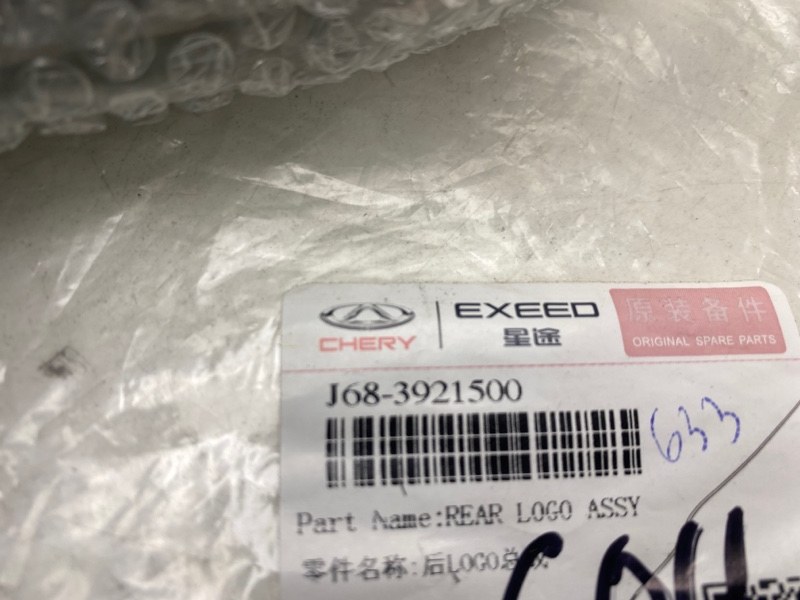 CHERY
EXEED
星途
原装备件
ORIGINAL SPARE PARTS
J68-3921500
633
Part Name:REAR LOGO ASSY
零件名称:后LOGO总成